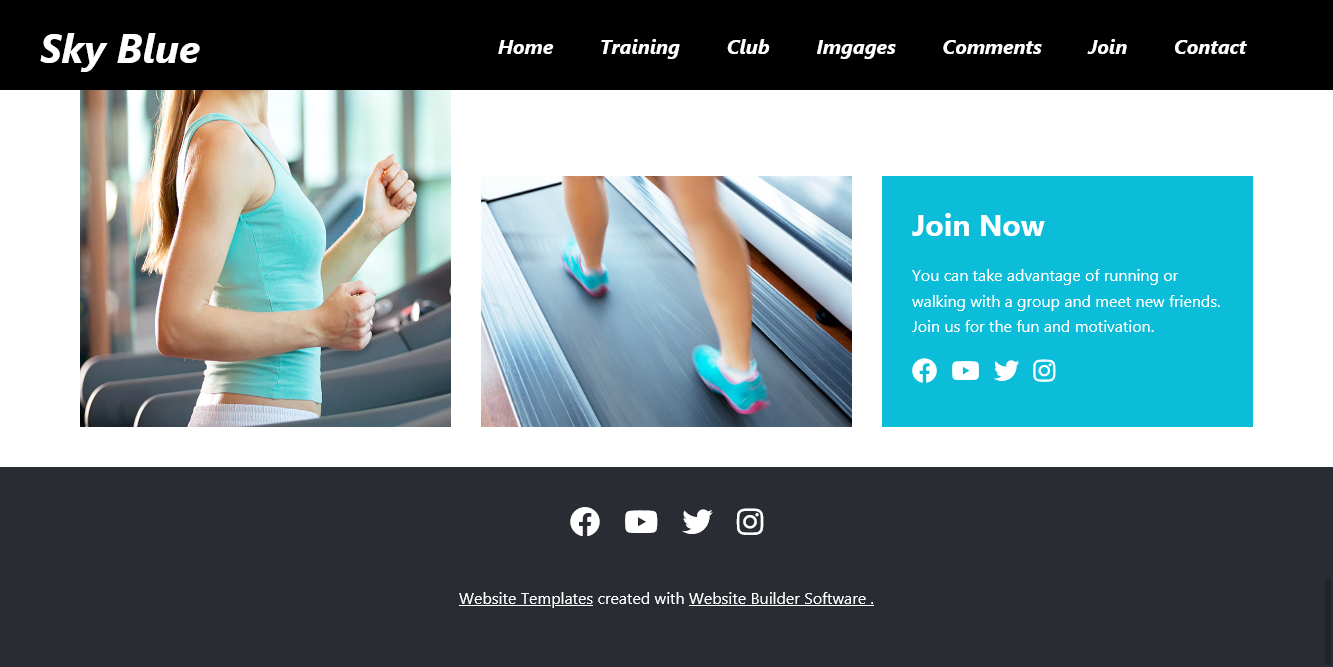 Sky Blue
Home Training Club Imgages Comments Join Contact
Join Now
You can take advantage of running or
walking with a group and meet new friends.
Join us for the fun and motivation.
Website Templates created with Website Builder Software .